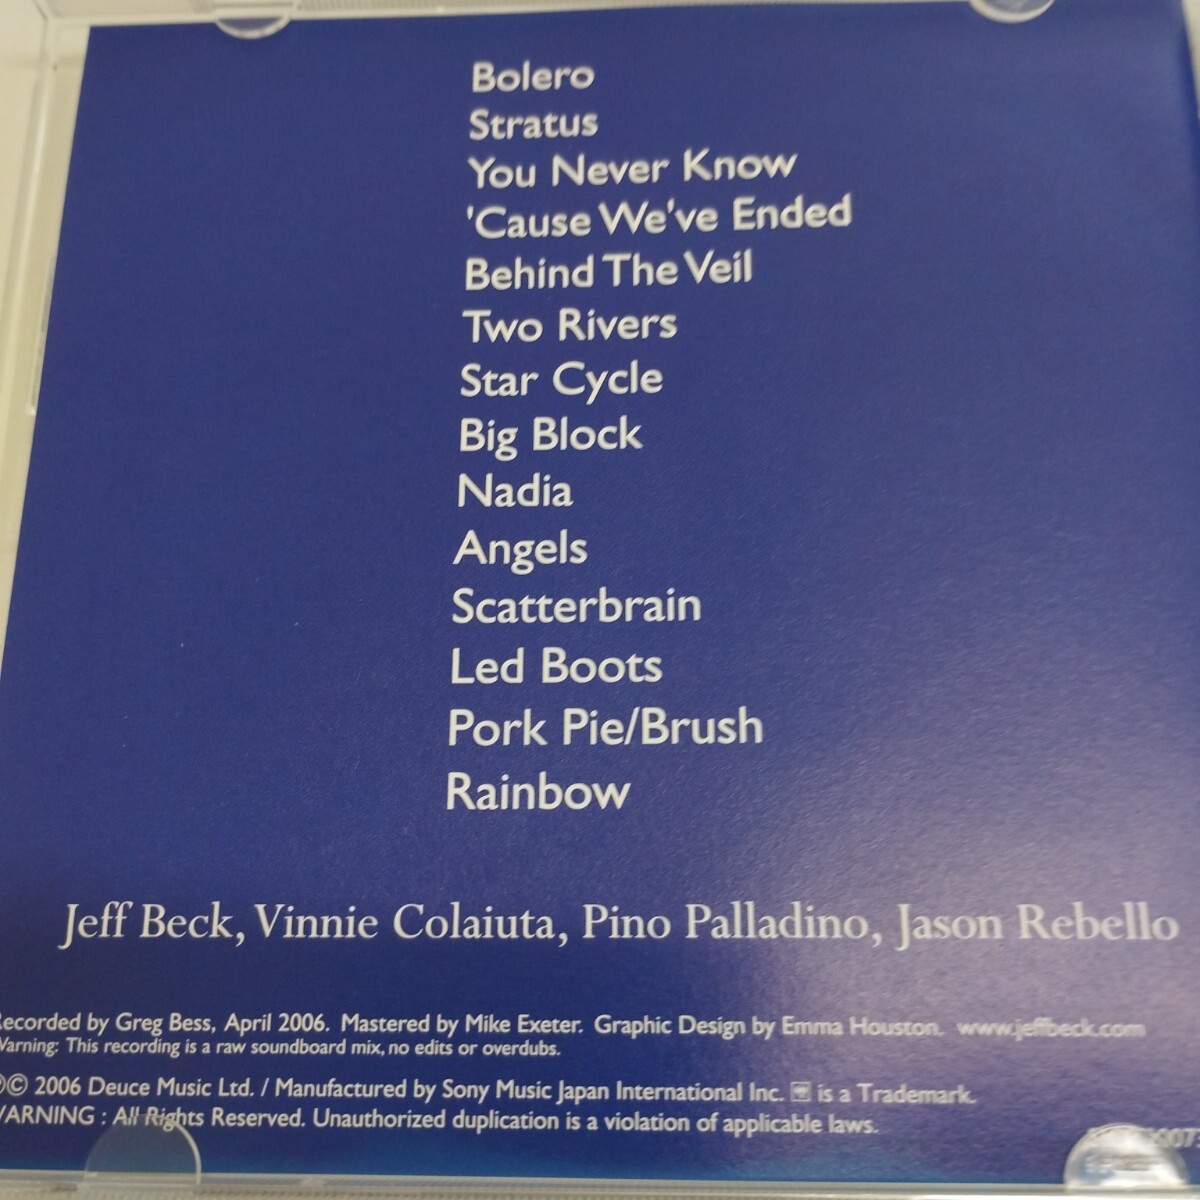 Bolero
Stratus
You Never Know
'Cause We've Ended
Behind The Veil
Two Rivers
Star Cycle
Big Block
Nadia
Angels
Scatterbrain
Led Boots
Pork Pie/Brush
Rainbow
Jeff Beck, Vinnie Colaiuta, Pino Palladino, Jason Rebello
Recorded by Greg Bess, April 2006. Mastered by Mike Exeter. Graphic Design by Emma Houston. www.jeffbeck.com
Warning: This recording is a raw soundboard mix, no edits or overdubs.
℗© 2006 Deuce Music Ltd. / Manufactured by Sony Music Japan International Inc. is a Trademark.
WARNING : All Rights Reserved. Unauthorized duplication is a violation of applicable laws.